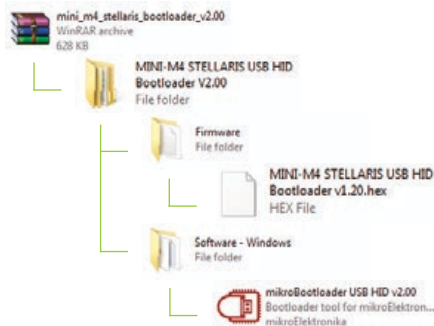 mini_m4_stellaris_bootloader_v2.00
WinRAR archive
628 KB
MINI-M4 STELLARIS USB HID
Bootloader V2.00
File folder
Firmware
File folder
MINI-M4 STELLARIS USB HID
Bootloader v1.20.hex
HEX File
Software - Windows
File folder
mikroBootloader USB HID v2.00
Bootloader tool for mikroElektron...
mikroElektronika